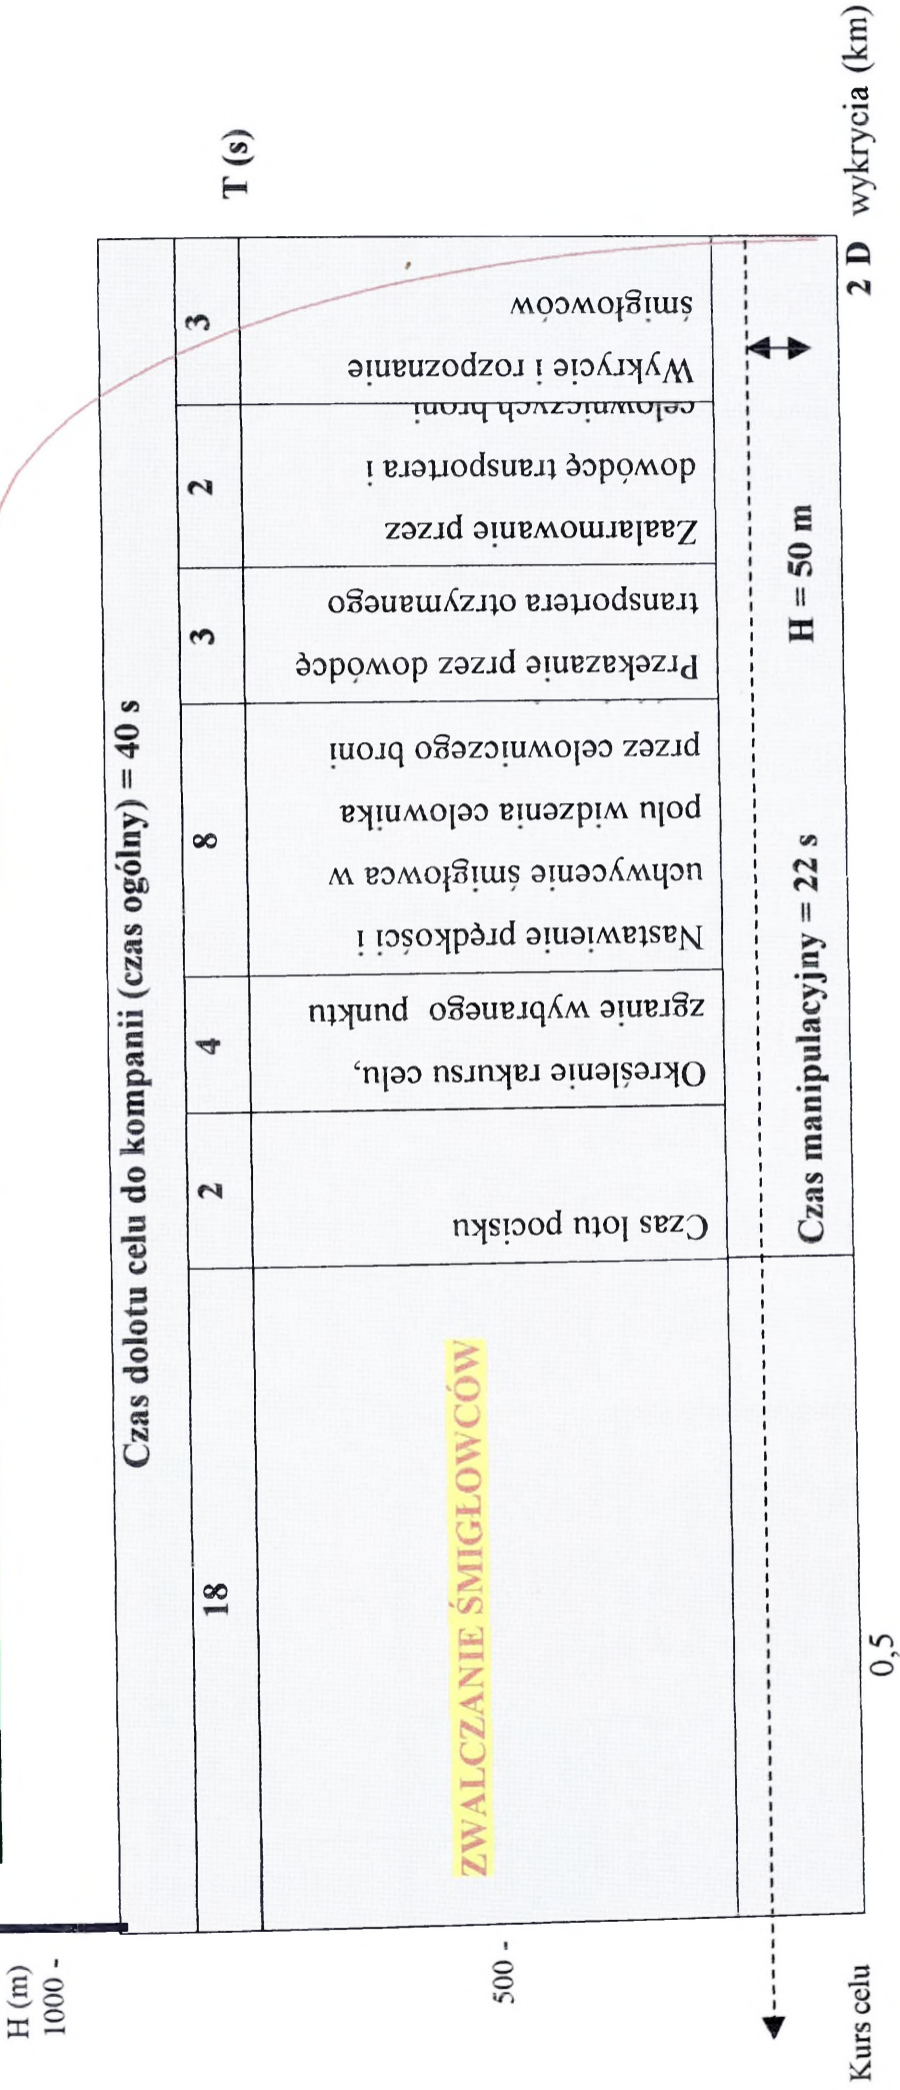 H (m)
1000 -
Czas dolotu celu do kompanii (czas ogólny) = 40 s
18
2
4
8
3
2
3
T (s)
500 -
ZWALCZANIE ŚMIGŁOWCÓW
Czas lotu pocisku
Określenie rakursu celu,
zgranie wybranego punktu
Nastawienie prędkości i
uchwycenie śmigłowca w
polu widzenia celownika
przez celowniczego broni
Przekazanie przez dowódcę
transportera otrzymanego
Zaalarmowanie przez
dowódcę transportera i
celowniczych broni
Wykrycie i rozpoznanie
śmigłowców
Czas manipulacyjny = 22 s
H = 50 m
Kurs celu
0,5
2 D wykrycia (km)